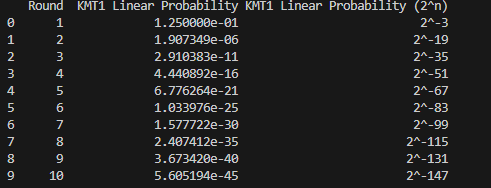 Round KMT1 Linear Probability KMT1 Linear Probability (2^n)
0 1 1.250000e-01 2^-3
1 2 1.907349e-06 2^-19
2 3 2.910383e-11 2^-35
3 4 4.440892e-16 2^-51
4 5 6.776264e-21 2^-67
5 6 1.033976e-25 2^-83
6 7 1.577722e-30 2^-99
7 8 2.407412e-35 2^-115
8 9 3.673420e-40 2^-131
9 10 5.605194e-45 2^-147